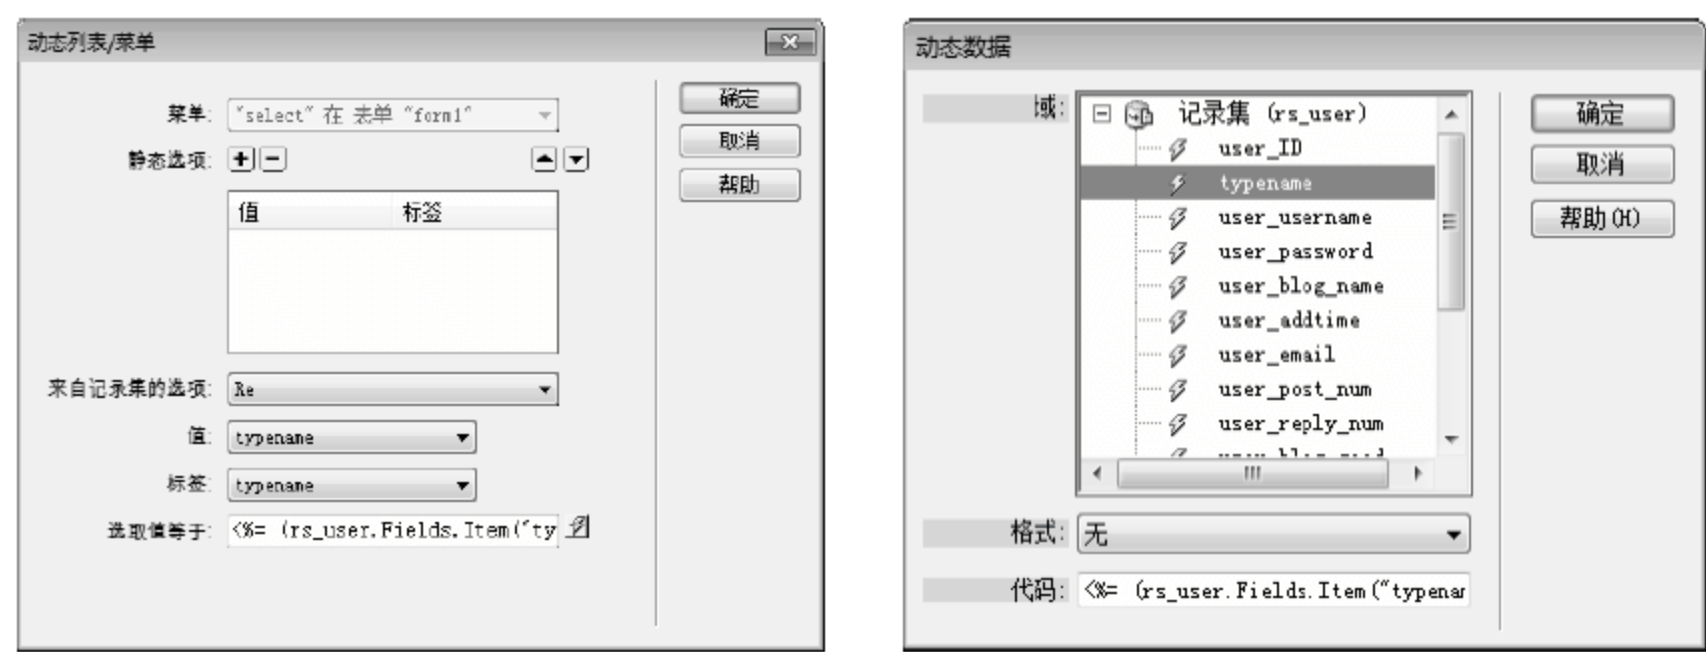 动态列表/菜单
菜单: "select" 在 表单 "form1"
静态选项:
值 标签
来自记录集的选项: Re
值: typename
标签: typename
选取值等于: <%= (rs_user.Fields.Item("ty
确定
取消
帮助
动态数据
域: 记录集 (rs_user)
user_ID
typename
user_username
user_password
user_blog_name
user_addtime
user_email
user_post_num
user_reply_num
格式: 无
代码: <%= (rs_user.Fields.Item("typenam
确定
取消
帮助(H)